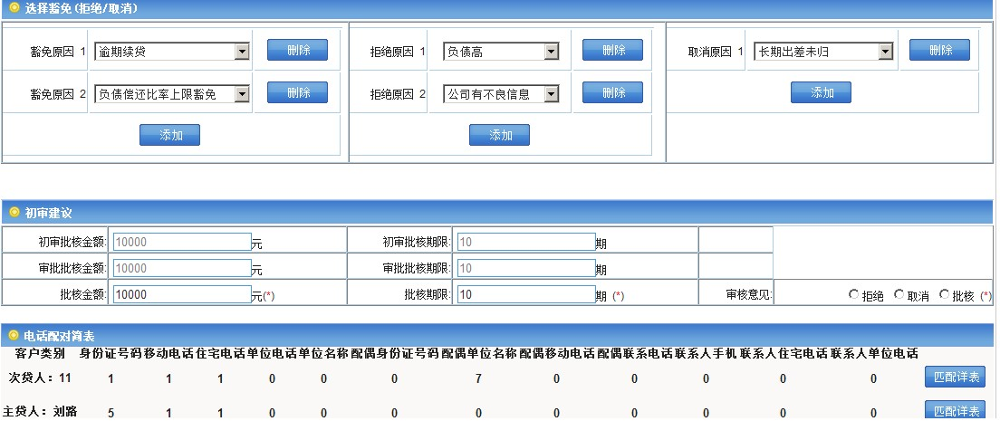 选择豁免(拒绝/取消)
豁免原因 1 逾期续贷 删除 拒绝原因 1 负债高 删除 取消原因 1 长期出差未归 删除
豁免原因 2 负债偿还比率上限豁免 删除 拒绝原因 2 公司有不良信息 删除 添加
添加 添加
初审建议
初审批核金额: 10000 元 初审批核期限: 10 期
审批批核金额: 10000 元 审批批核期限: 10 期
批核金额: 10000 元(*) 批核期限: 10 期 (*) 审核意见: 拒绝 取消 批核 (*)
电话配对简表
客户类别 身份证号码 移动电话 住宅电话 单位电话 单位名称 配偶身份证号码 配偶单位名称 配偶移动电话 配偶联系电话 联系人手机 联系人住宅电话 联系人单位电话
次贷人：11 1 1 1 0 0 0 7 0 0 0 0 0 匹配详表
主贷人：刘路 5 1 1 0 0 0 0 0 0 0 0 0 匹配详表